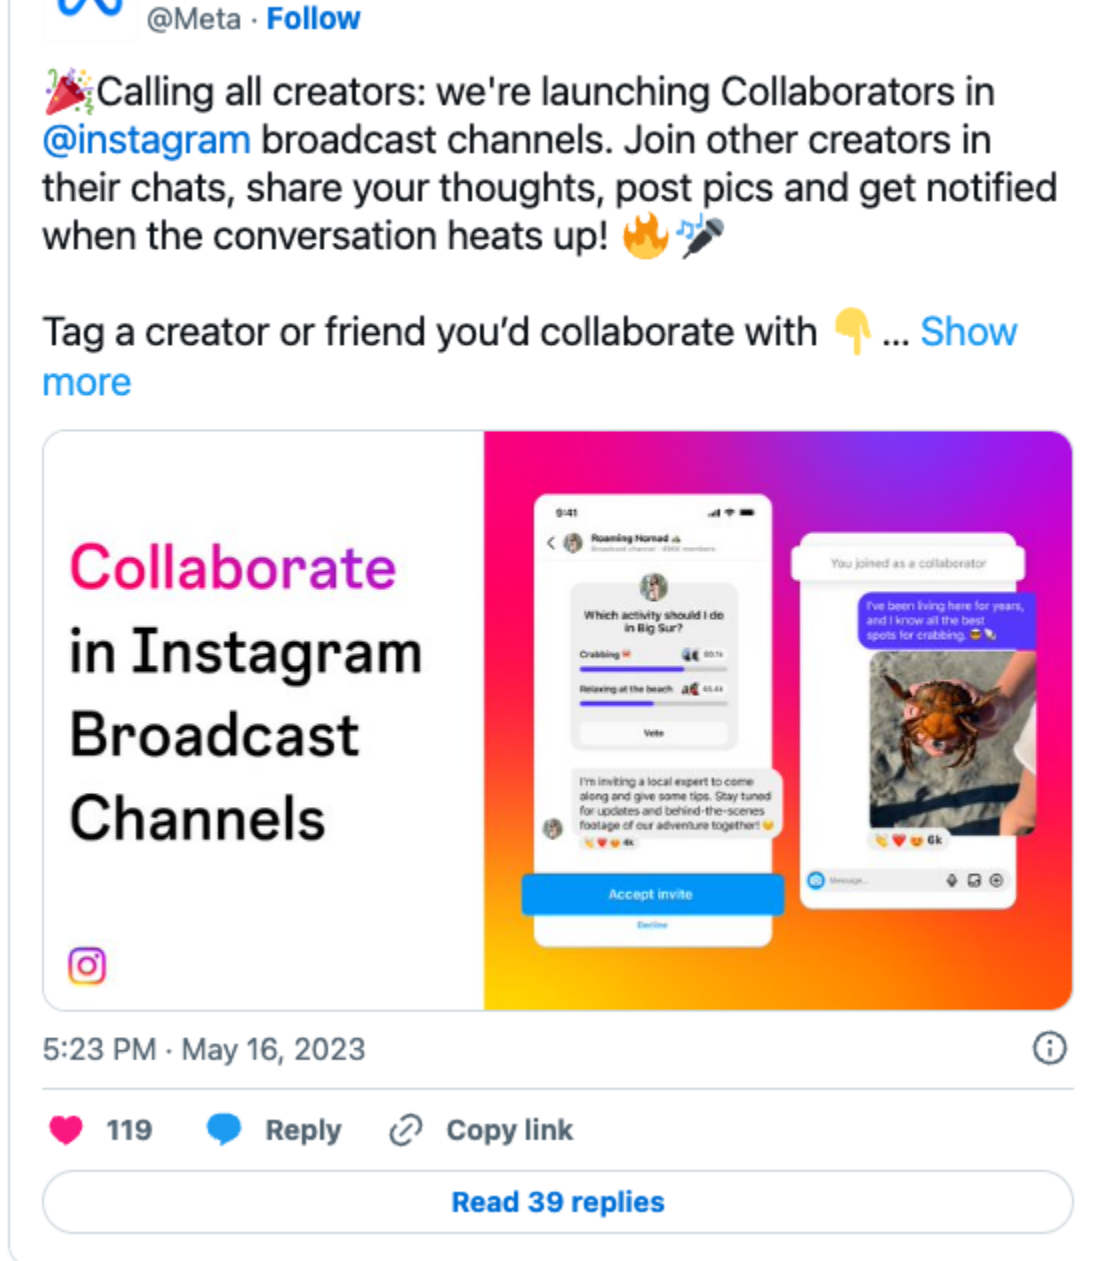 @Meta · Follow
🎉Calling all creators: we're launching Collaborators in
@instagram broadcast channels. Join other creators in
their chats, share your thoughts, post pics and get notified
when the conversation heats up! 🔥🎤
Tag a creator or friend you’d collaborate with 👇 ... Show
more
Collaborate
in Instagram
Broadcast
Channels
9:41
Roaming Nomad
Broadcast channel · members
Which activity should I do
in Big Sur?
Crabbing
Relaxing at the beach
Vote
I'm inviting a local expert to come
along and give some tips. Stay tuned
for updates and behind-the-scenes
footage of our adventure together!
4k
Accept invite
Decline
You joined as a collaborator
I've been living here for years,
and I know all the best
spots for crabbing.
6k
Message...
5:23 PM · May 16, 2023
119 Reply Copy link
Read 39 replies